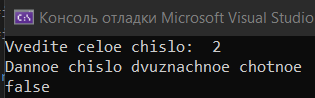 Консоль отладки Microsoft Visual Studio
Vvedite celoe chislo:  2
Dannoe chislo dvuznachnoe chotnoe
false